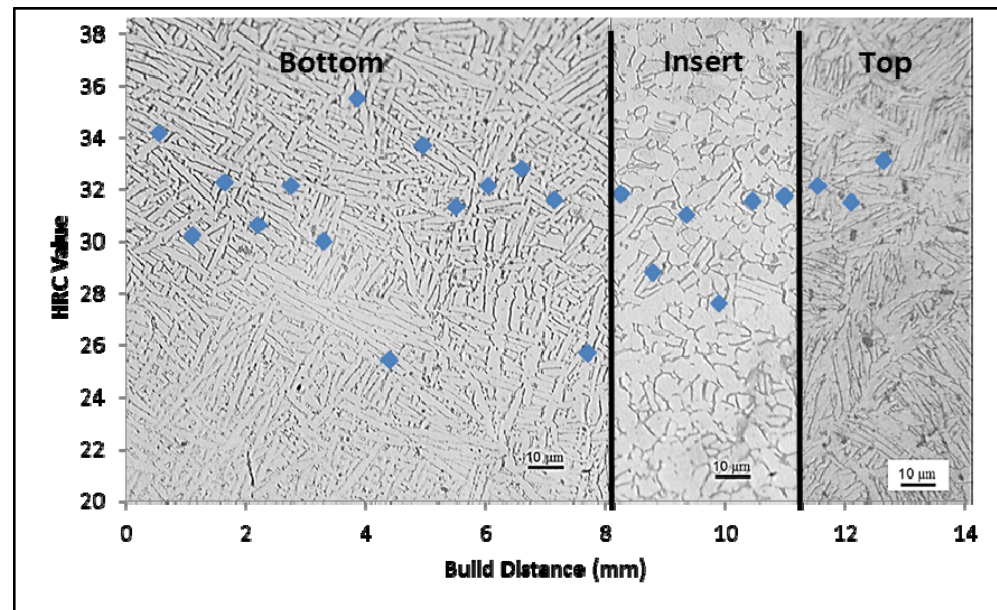 38
36
34
32
30
28
26
24
22
20
HRC Value
Bottom
Insert
Top
10 µm
10 µm
10 µm
0 2 4 6 8 10 12 14
Build Distance (mm)